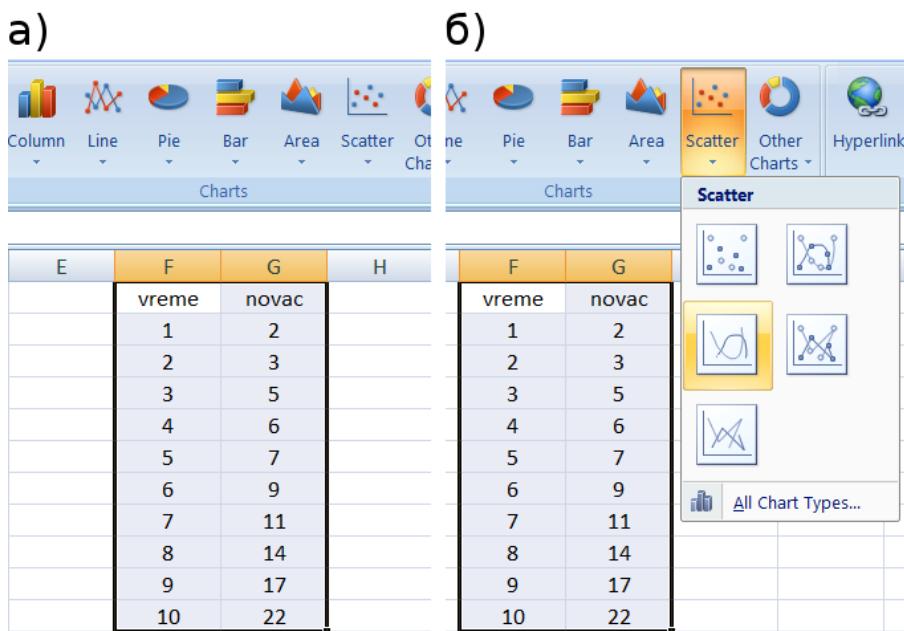 а)
Column Line Pie Bar Area Scatter Ot
Cha
Charts
E F G H
vreme novac
1 2
2 3
3 5
4 6
5 7
6 9
7 11
8 14
9 17
10 22
б)
ne Pie Bar Area Scatter Other Hyperlink
Charts
Charts
Scatter
All Chart Types...
F G
vreme novac
1 2
2 3
3 5
4 6
5 7
6 9
7 11
8 14
9 17
10 22